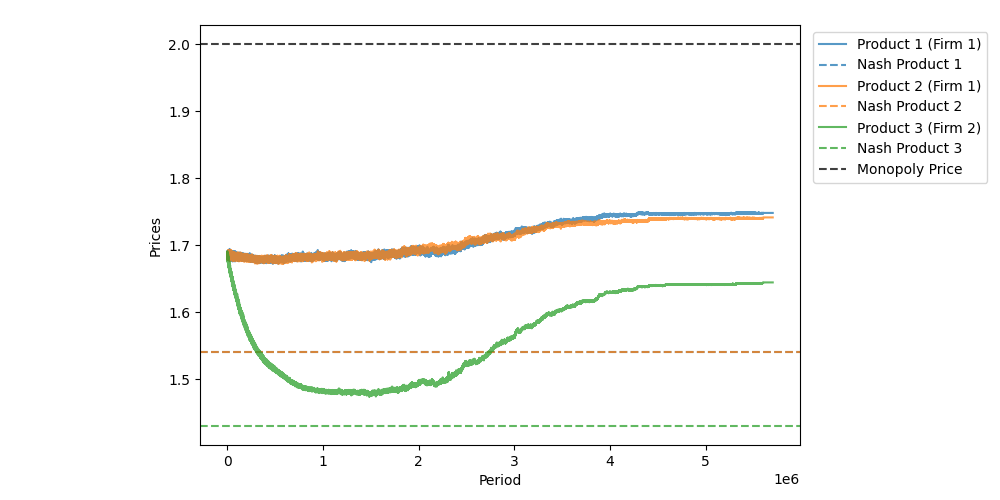 2.0
1.9
1.8
1.7
1.6
1.5
Prices
0 1 2 3 4 5
1e6
Period
Product 1 (Firm 1)
Nash Product 1
Product 2 (Firm 1)
Nash Product 2
Product 3 (Firm 2)
Nash Product 3
Monopoly Price